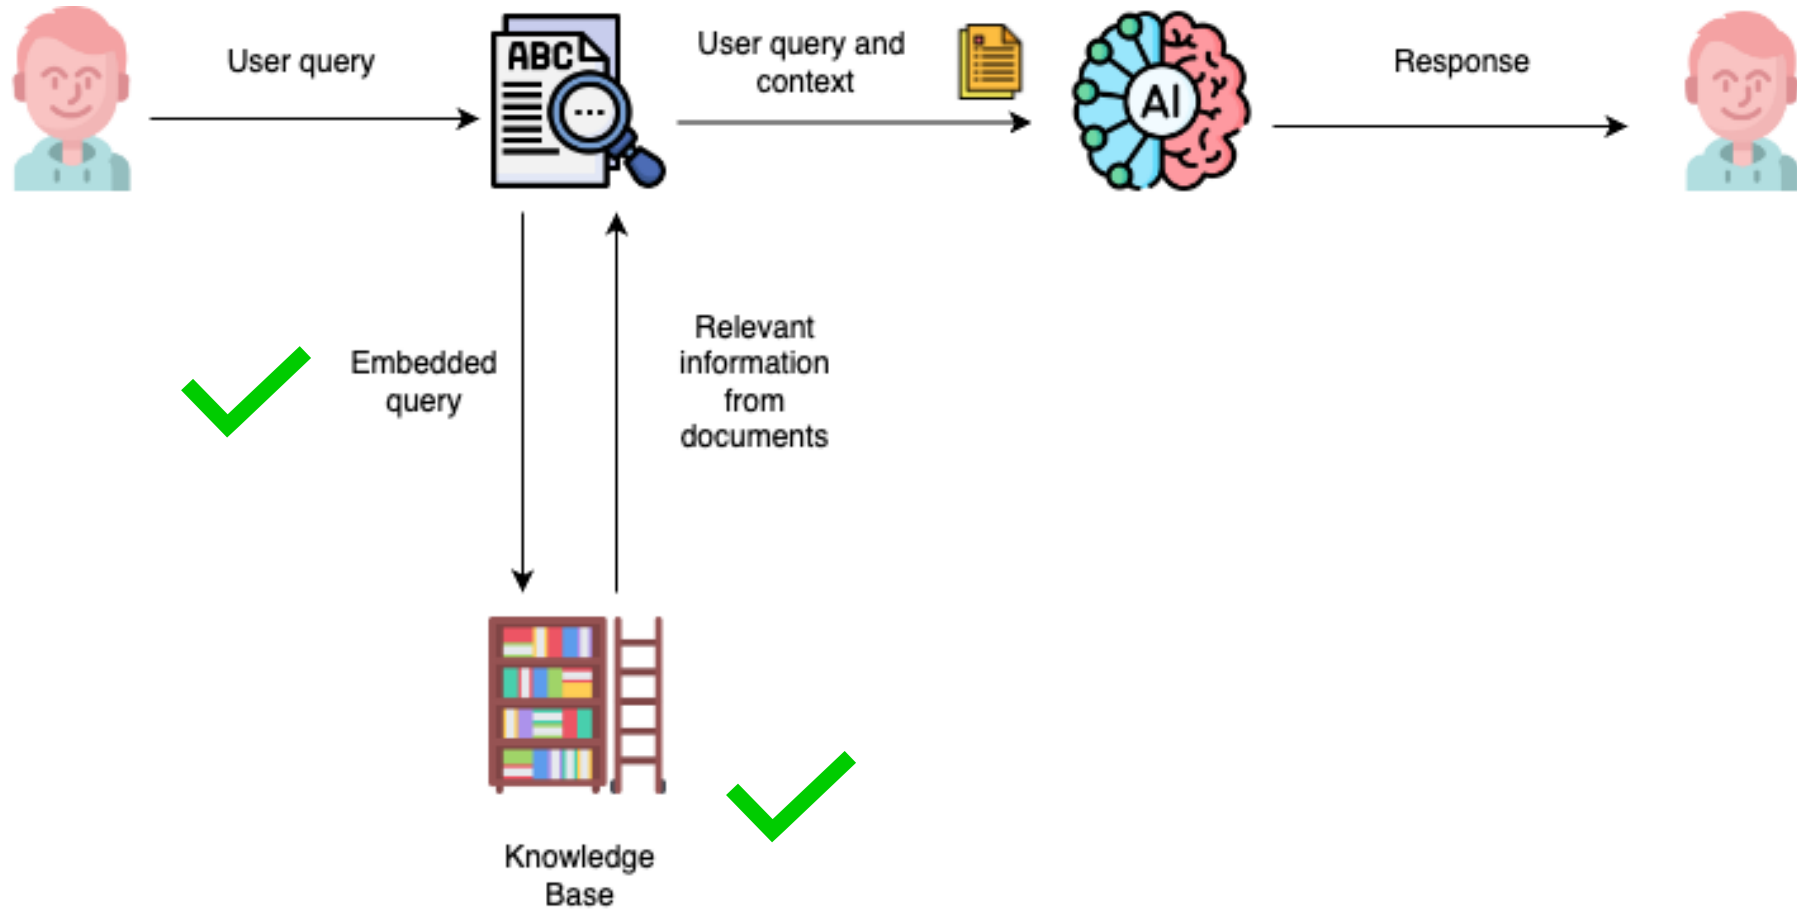 User query
ABC
User query and
context
AI
Response
Embedded
query
Relevant
information
from
documents
Knowledge
Base